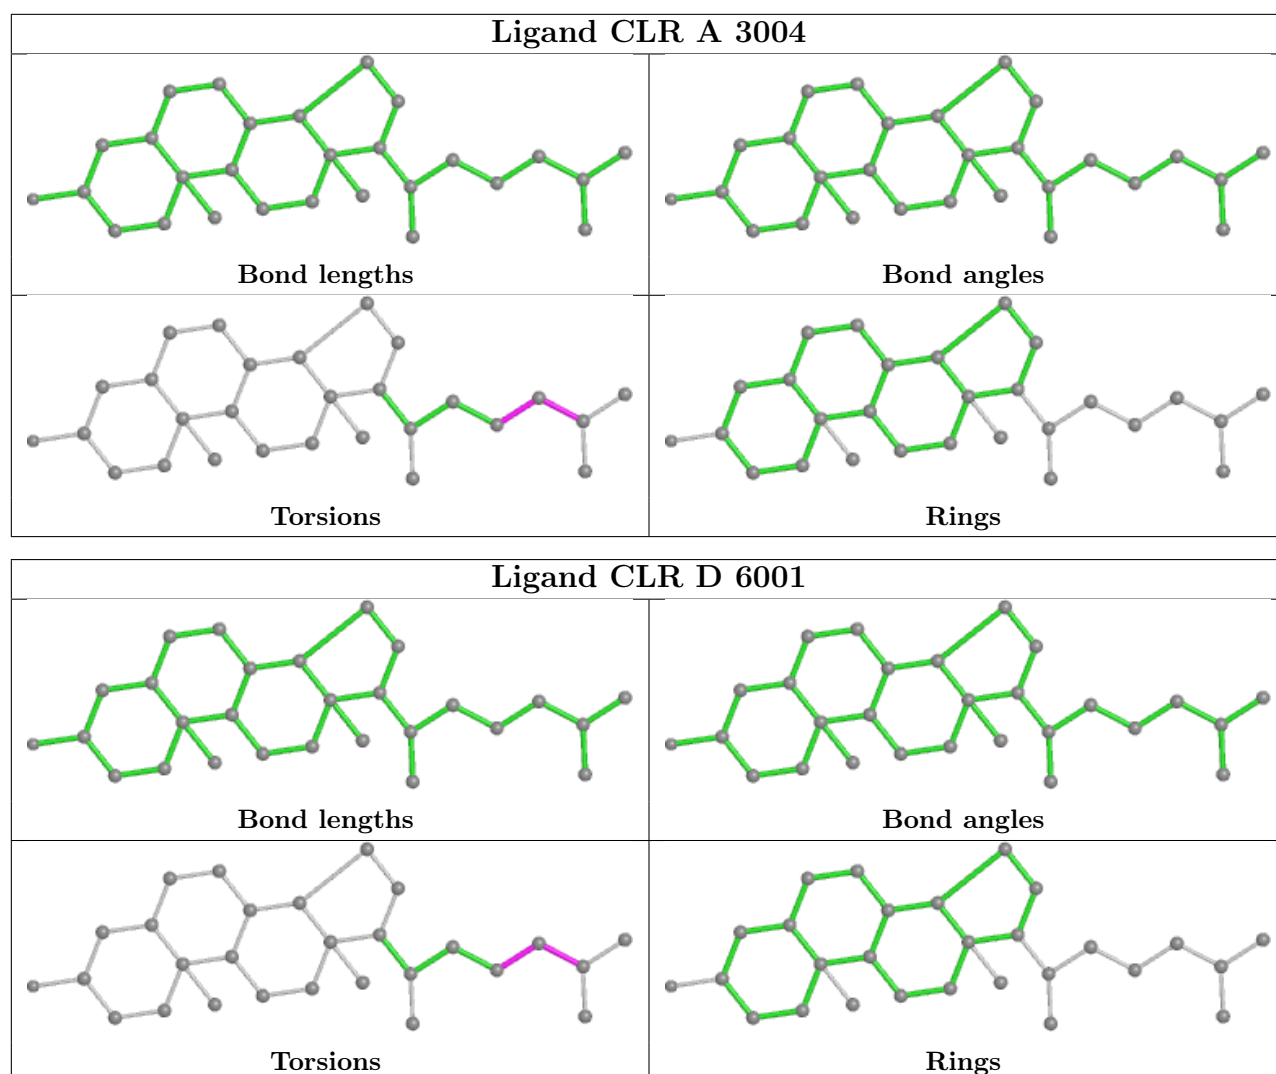 Ligand CLR A 3004
Bond lengths
Bond angles
Torsions
Rings
Ligand CLR D 6001
Bond lengths
Bond angles
Torsions
Rings